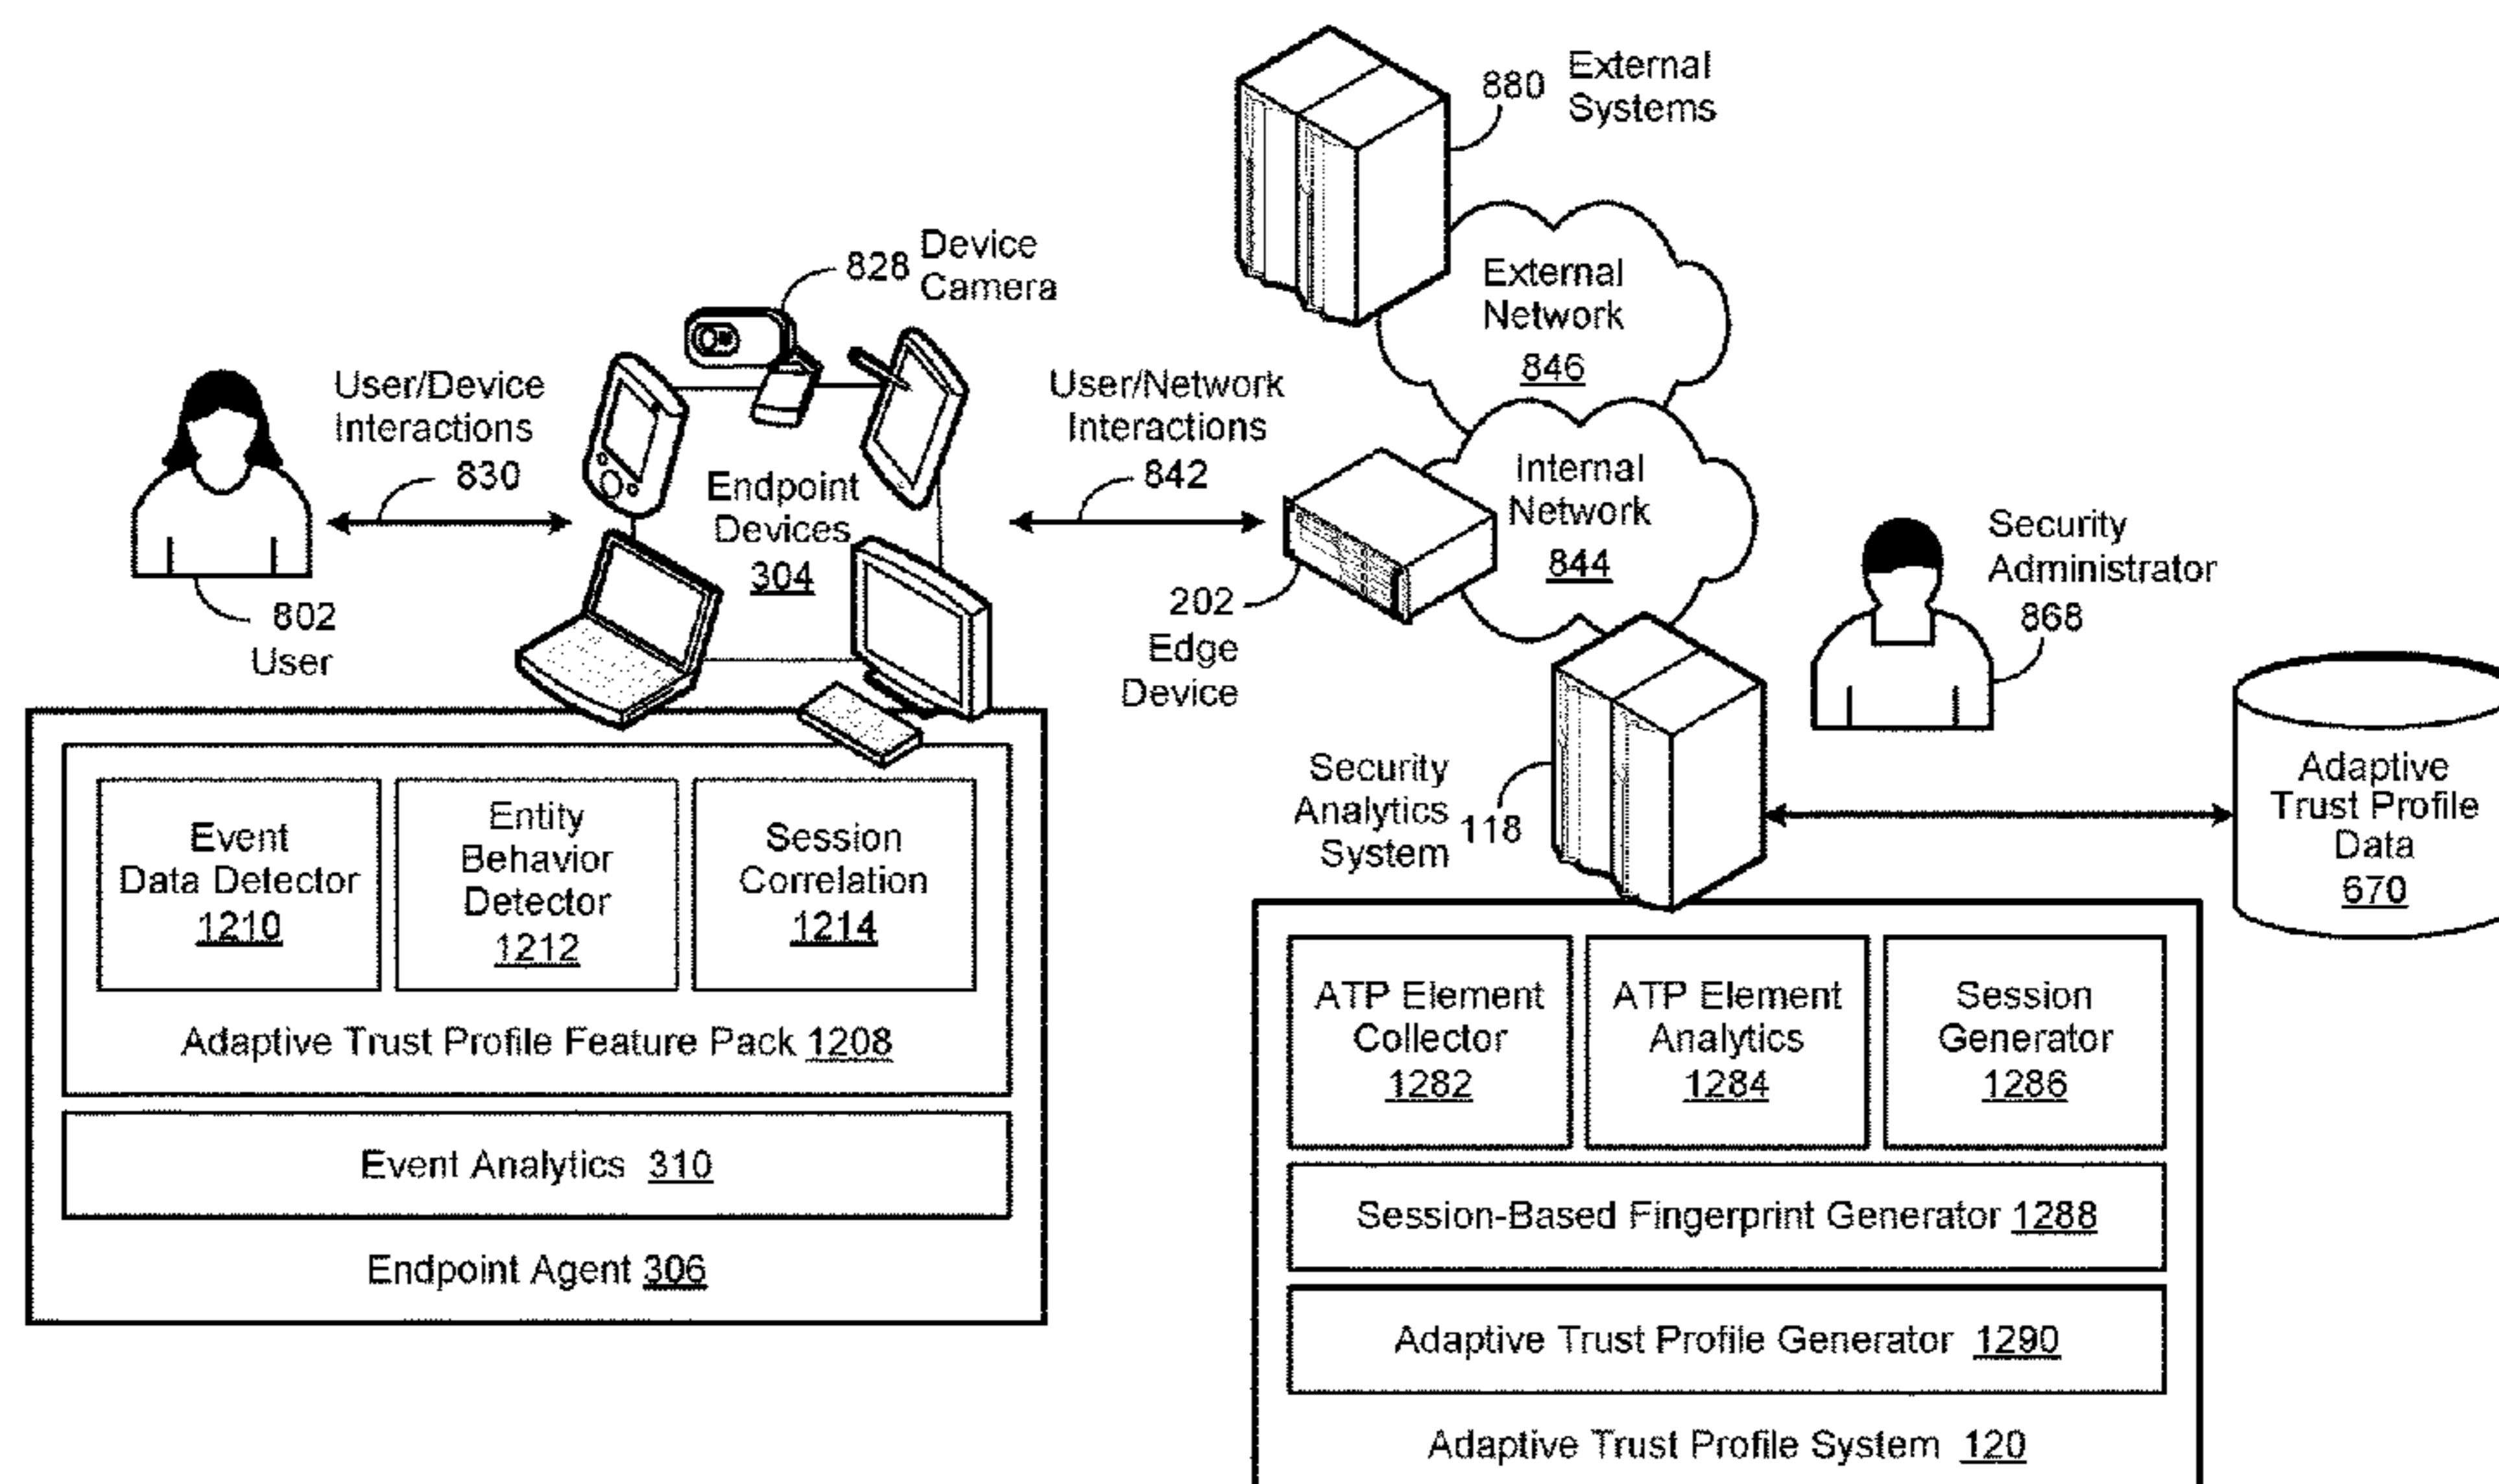 880 External
Systems
828 Device
Camera
External
Network
846
User/Device
Interactions
830
User/Network
Interactions
842
Endpoint
Devices
304
Internal
Network
844
Security
Administrator
868
802
User
202
Edge
Device
Security
Analytics
System 118
Adaptive
Trust Profile
Data
670
Event
Data Detector
1210
Entity
Behavior
Detector
1212
Session
Correlation
1214
Adaptive Trust Profile Feature Pack 1208
Event Analytics 310
Endpoint Agent 306
ATP Element
Collector
1282
ATP Element
Analytics
1284
Session
Generator
1286
Session-Based Fingerprint Generator 1288
Adaptive Trust Profile Generator 1290
Adaptive Trust Profile System 120